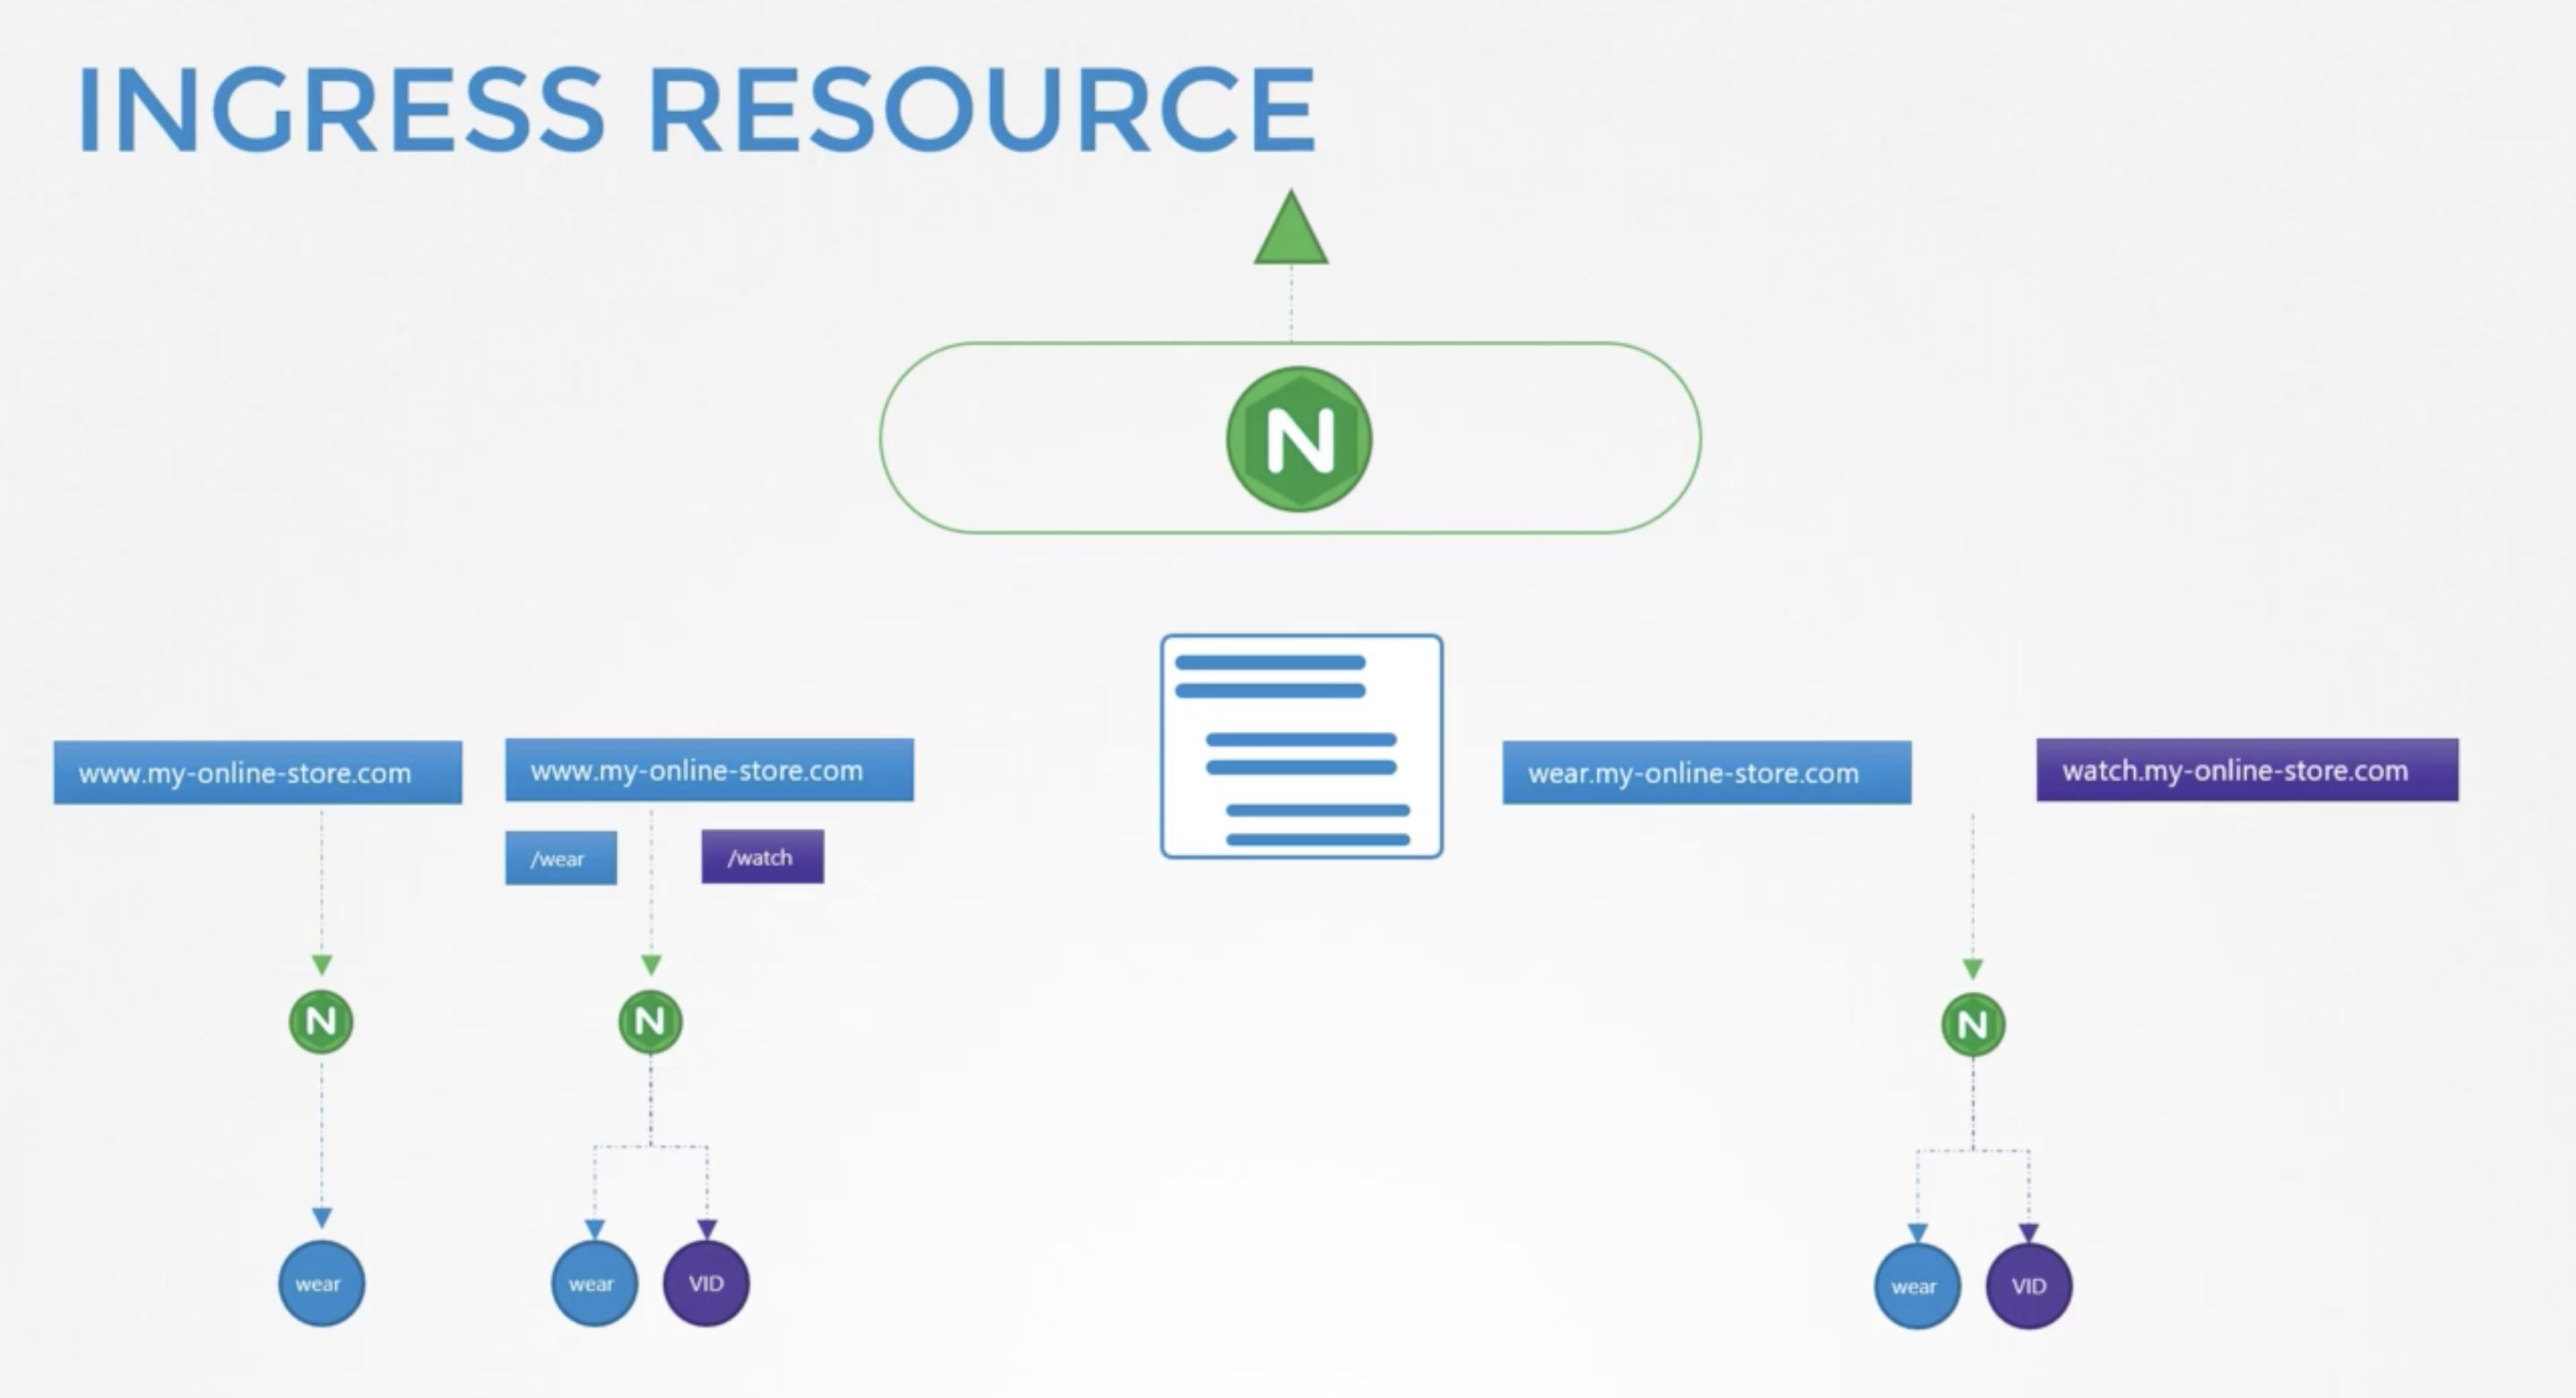 INGRESS RESOURCE
N
www.my-online-store.com
www.my-online-store.com
wear.my-online-store.com
watch.my-online-store.com
/wear
/watch
N
N
N
wear
wear
VID
wear
VID